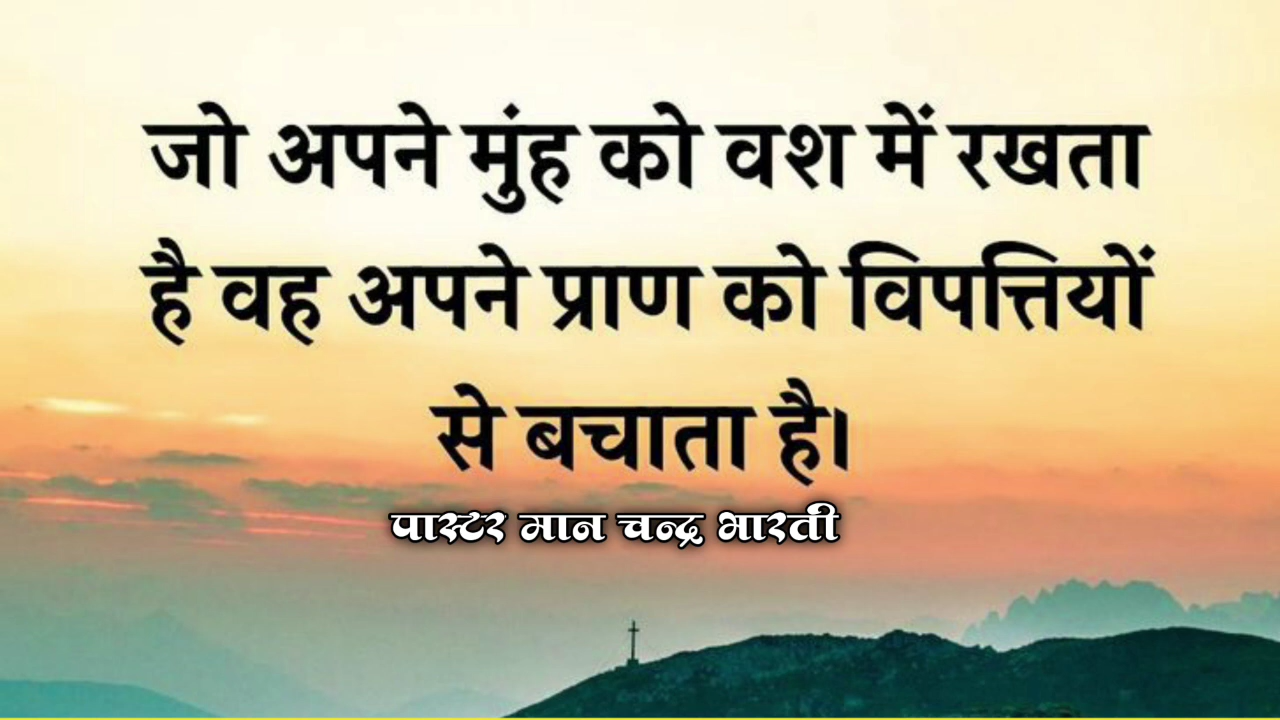 जो अपने मुंह को वश में रखता
है वह अपने प्राण को विपत्तियों
से बचाता है।
पास्टर मान चन्द्र भारती